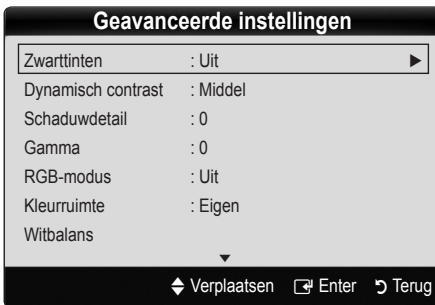 Geavanceerde instellingen
Zwarttinten : Uit
Dynamisch contrast : Middel
Schaduwdetail : 0
Gamma : 0
RGB-modus : Uit
Kleurruimte : Eigen
Witbalans
Verplaatsen Enter Terug